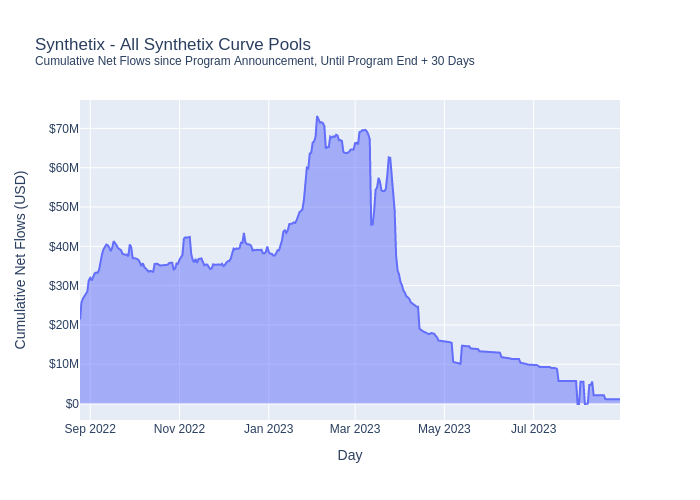 Synthetix - All Synthetix Curve Pools
Cumulative Net Flows since Program Announcement, Until Program End + 30 Days
Cumulative Net Flows (USD)
$70M
$60M
$50M
$40M
$30M
$20M
$10M
$0
Sep 2022
Nov 2022
Jan 2023
Mar 2023
May 2023
Jul 2023
Day